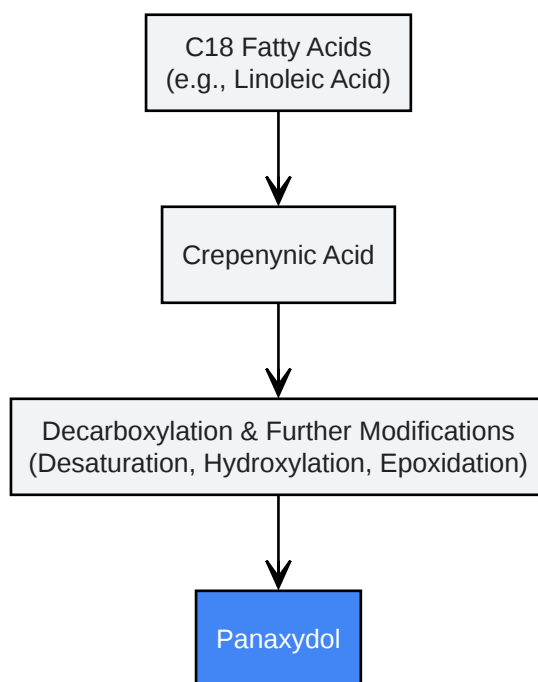 C18 Fatty Acids
(e.g., Linoleic Acid)
Crepenynic Acid
Decarboxylation & Further Modifications
(Desaturation, Hydroxylation, Epoxidation)
Panaxydol